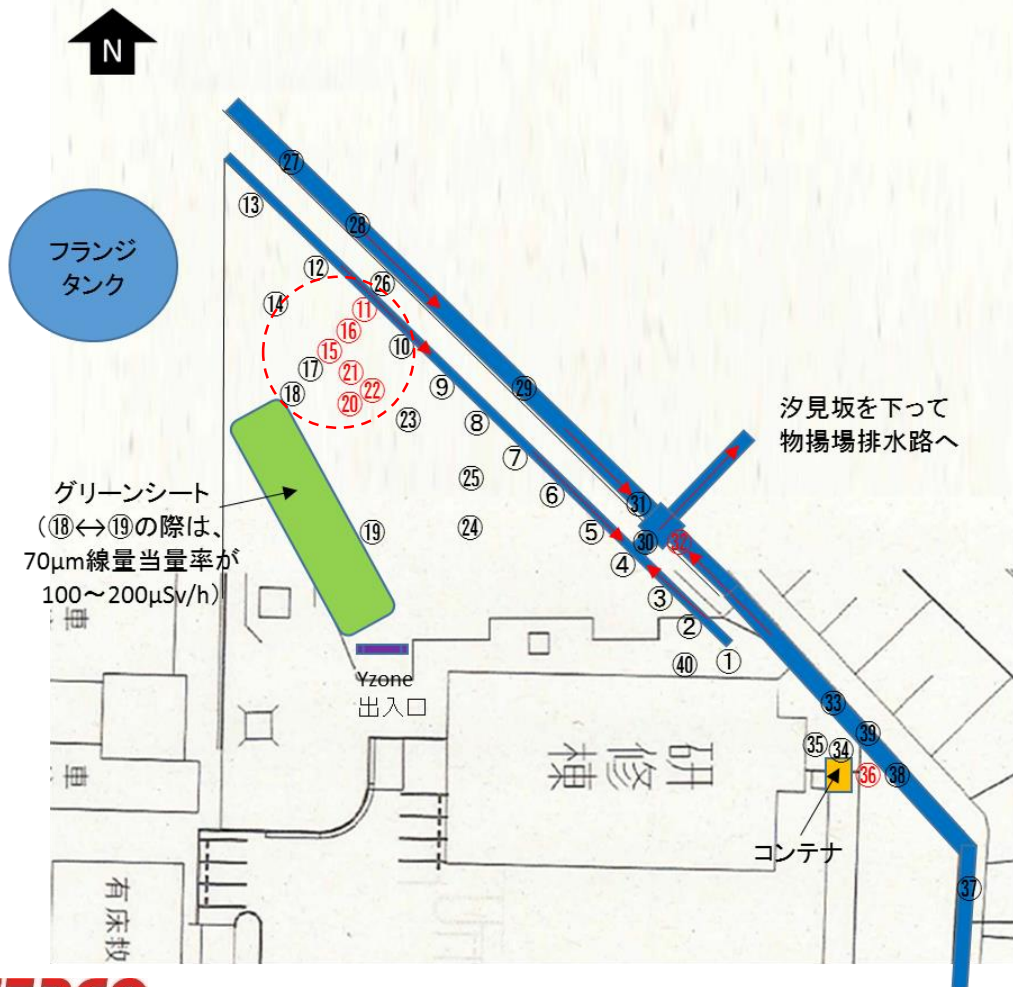 N
㉗
⑬
㉘
フランジ
タンク
⑫
㉖
⑭
⑪
⑯
⑮
⑩
⑰
㉑
⑨
㉙
⑱
㉒
⑳
㉓
⑧
汐見坂を下って
物揚場排水路へ
⑦
㉕
⑥
グリーンシート
(⑱↔⑲の際は、
70μm線量当量率が
100～200μSv/h)
㉛
⑲
㉔
⑤
㉚
㉜
④
③
②
①
㊵
車
Yzone
出入口
㉝
研修棟
㉟
㉞
㊴
㊱
㊳
車
コンテナ
㊲
有床救